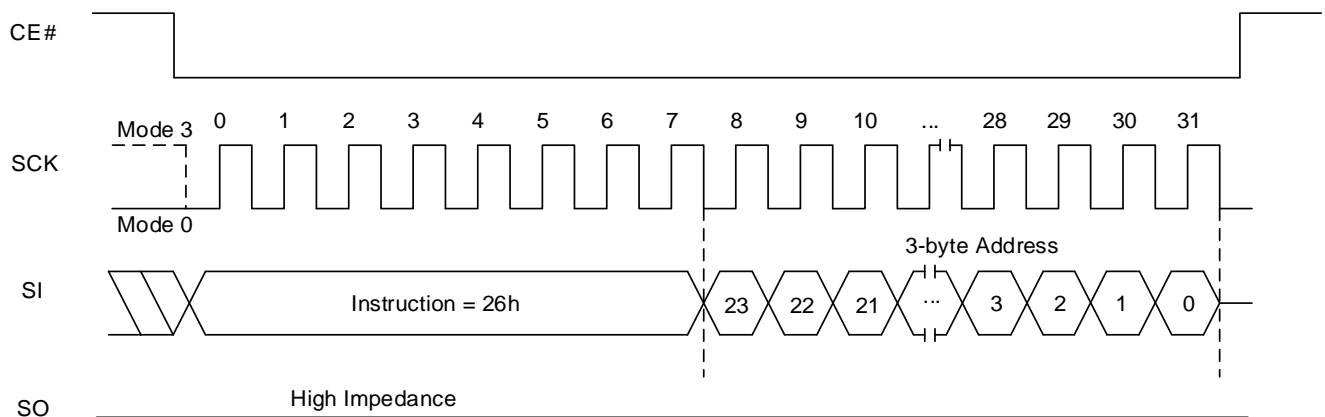 CE#
0 1 2 3 4 5 6 7 8 9 10 ... 28 29 30 31
Mode 3
SCK
Mode 0
3-byte Address
SI
Instruction = 26h 23 22 21 ... 3 2 1 0
High Impedance
SO